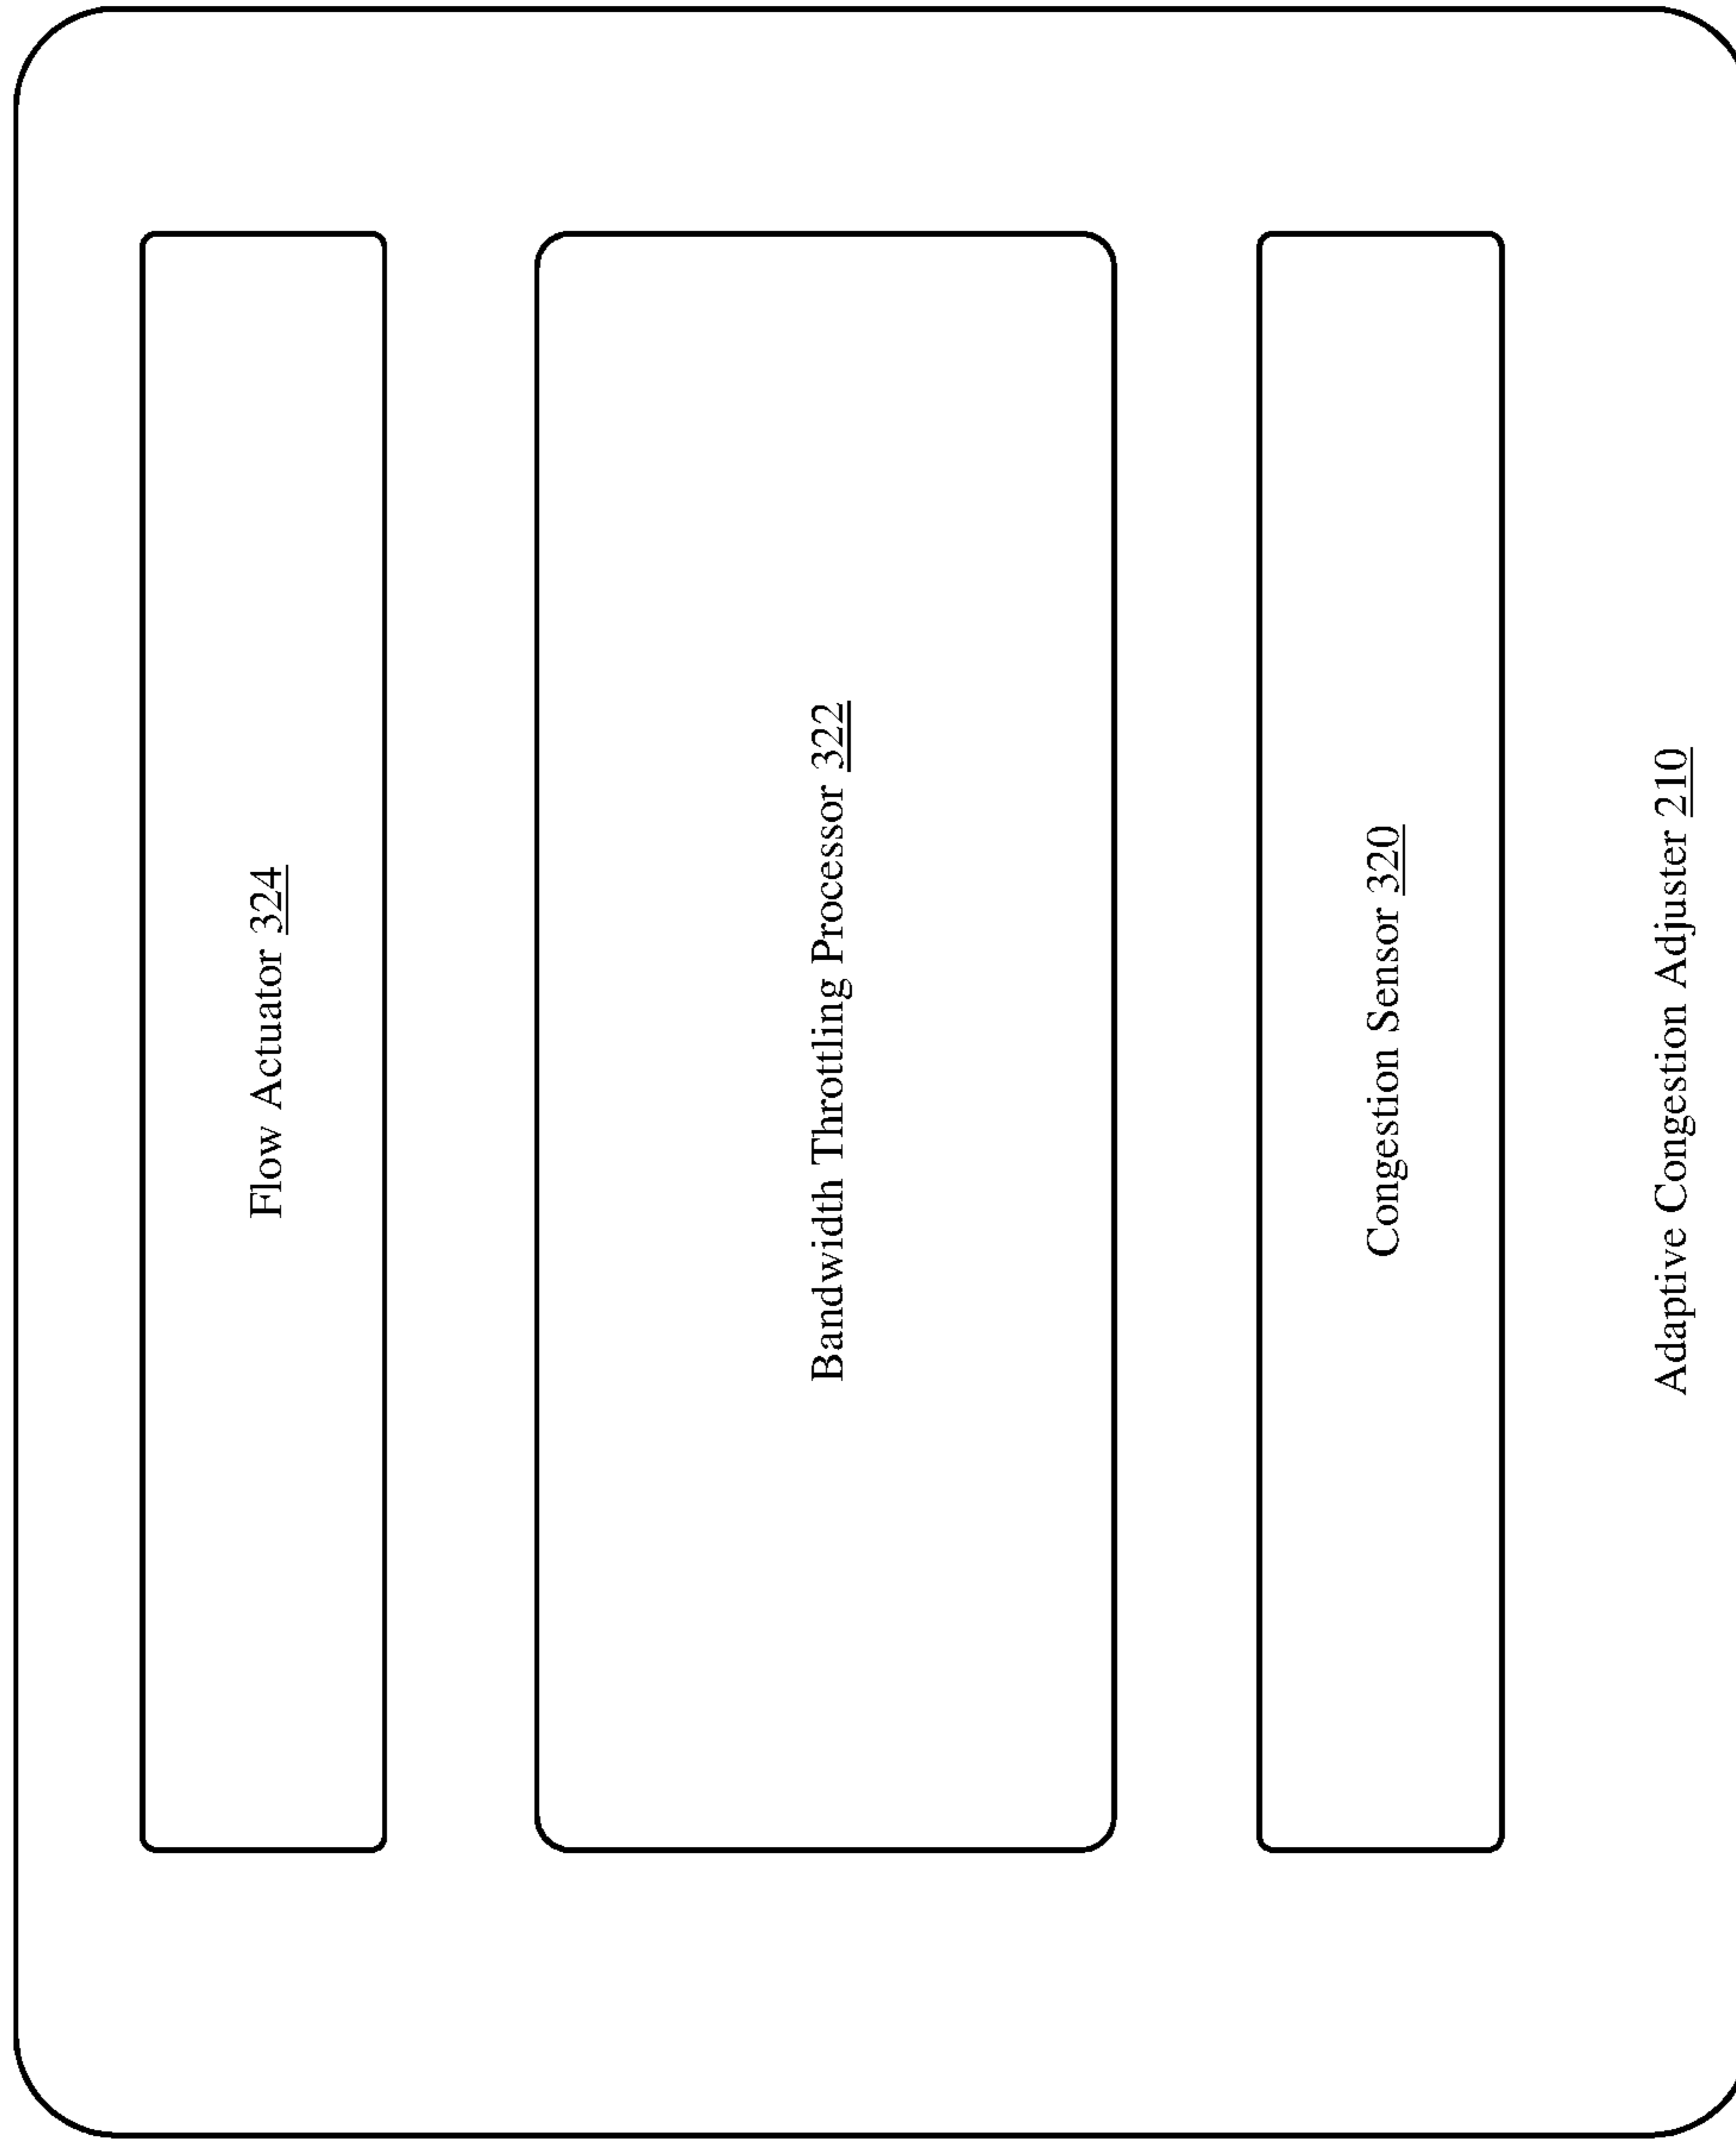 Flow Actuator 324
Bandwidth Throttling Processor 322
Congestion Sensor 320
Adaptive Congestion Adjuster 210